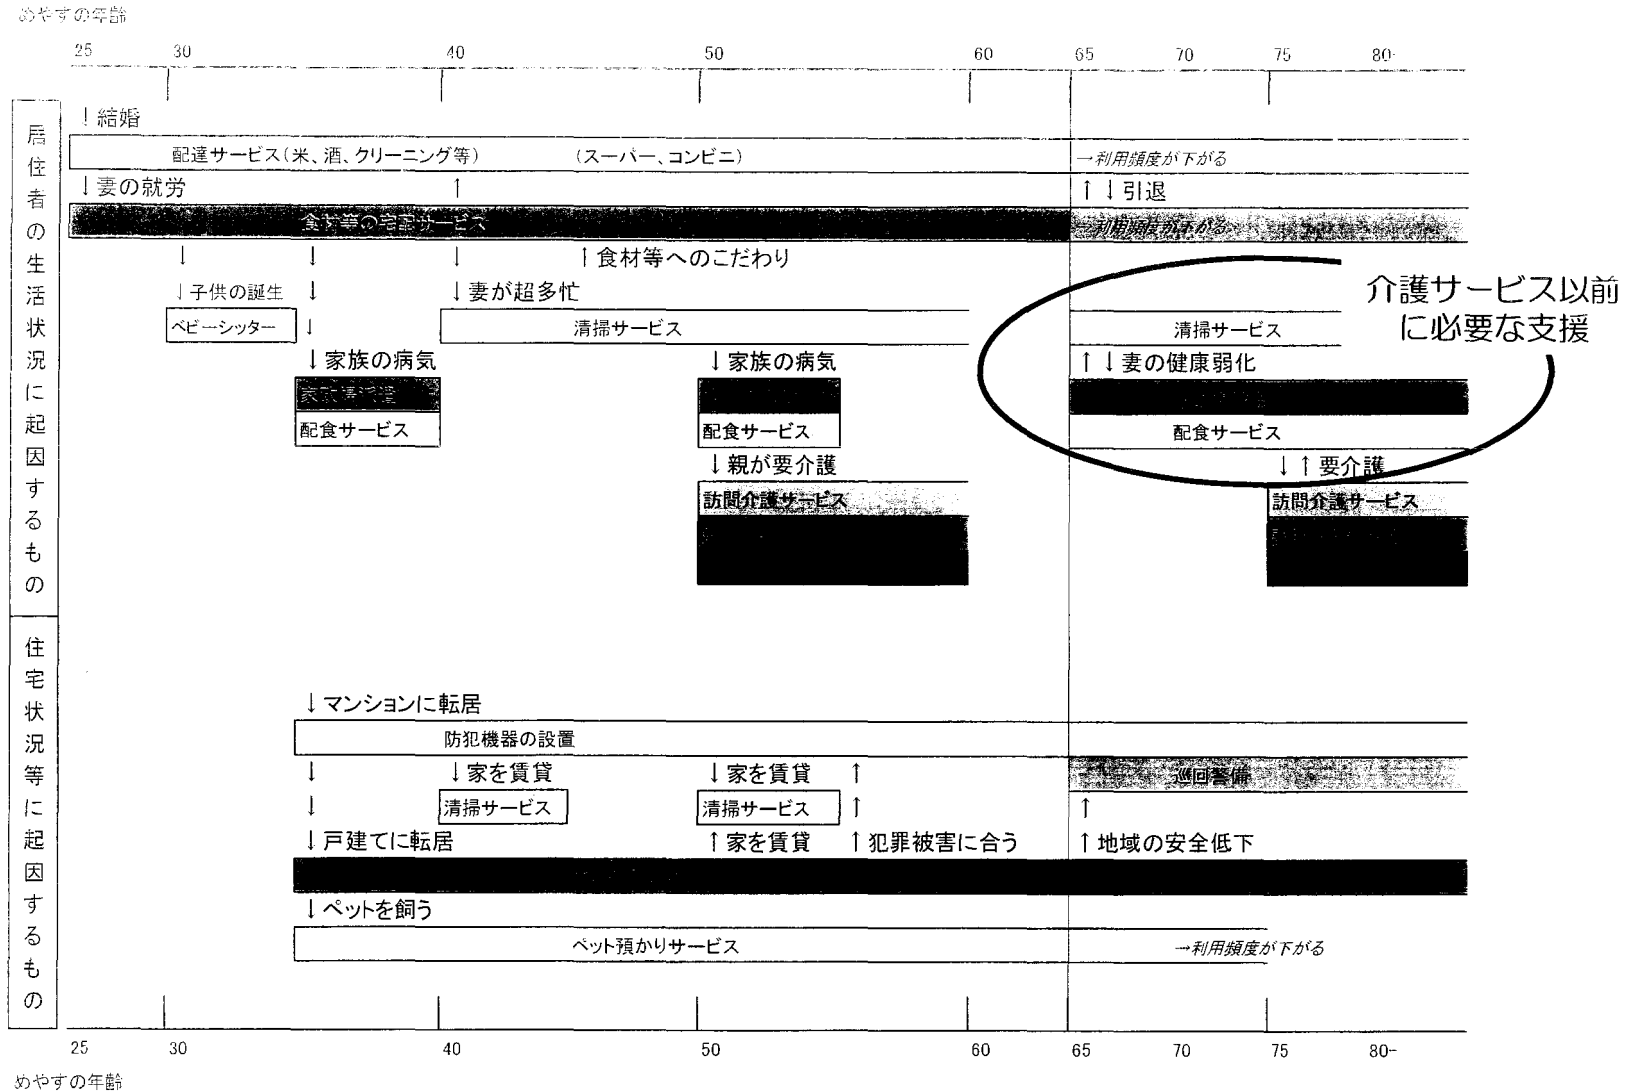 めやすの年齢
25 30 40 50 60 65 70 75 80-
居住者の生活状況に起因するもの
↓結婚
配達サービス(米、酒、クリーニング等) (スーパー、コンビニ) →利用頻度が下がる
↓妻の就労 ↑ ↑↓引退
食材等の宅配サービス →利用頻度が下がる
↓ ↓ ↓ ↑食材等へのこだわり
↓子供の誕生 ↓ ↓妻が超多忙
介護サービス以前
に必要な支援
ベビーシッター ↓ 清掃サービス 清掃サービス
↓家族の病気 ↓家族の病気 ↑↓妻の健康弱化
家政婦派遣
配食サービス 配食サービス 配食サービス
↓親が要介護 ↓↑要介護
訪問介護サービス 訪問介護サービス
住宅状況等に起因するもの
↓マンションに転居
防犯機器の設置
↓ ↓家を賃貸 ↓家を賃貸 ↑ 巡回警備
↓ 清掃サービス 清掃サービス ↑ ↑
↓戸建てに転居 ↑家を賃貸 ↑犯罪被害に合う ↑地域の安全低下
↓ペットを飼う
ペット預かりサービス →利用頻度が下がる
25 30 40 50 60 65 70 75 80-
めやすの年齢